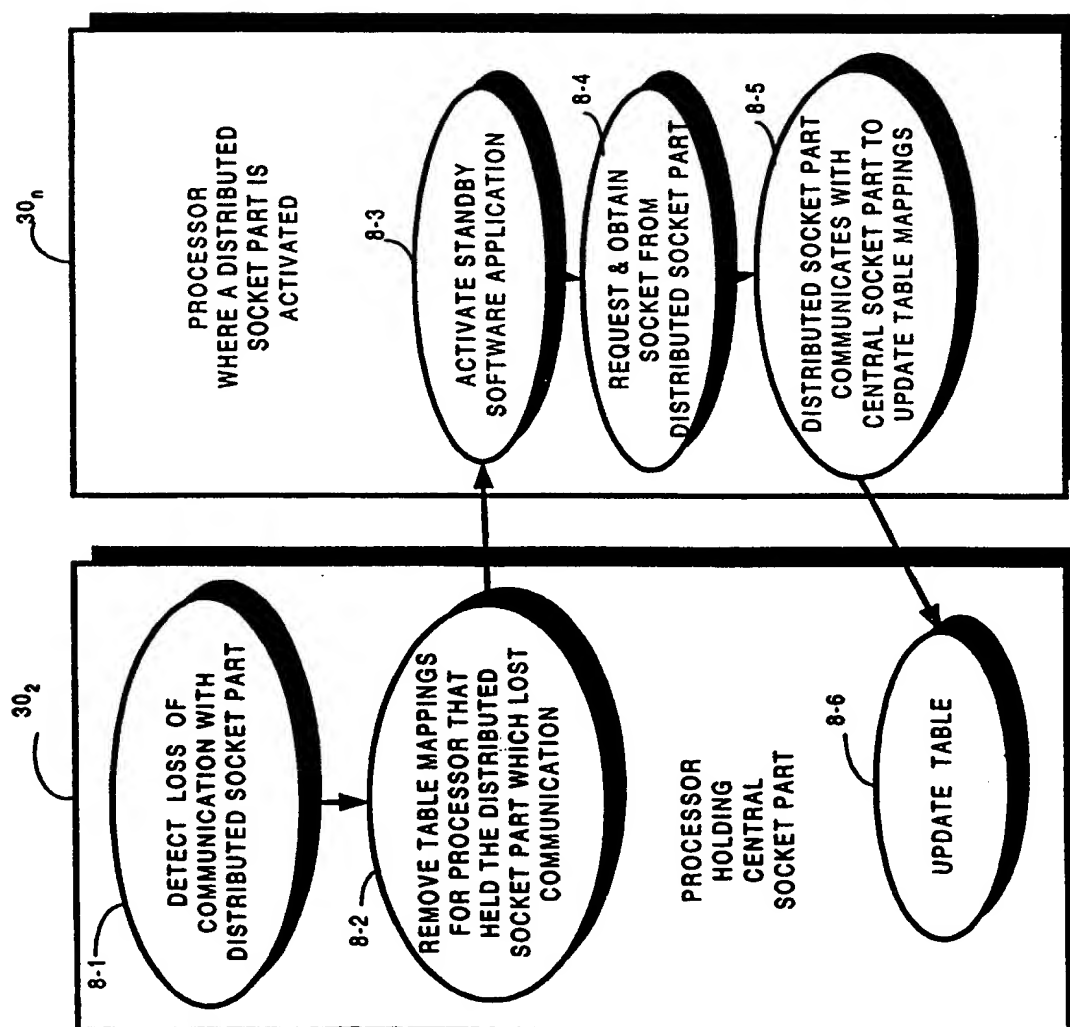 30₂
8-1
DETECT LOSS OF
COMMUNICATION WITH
DISTRIBUTED SOCKET PART
8-2
REMOVE TABLE MAPPINGS
FOR PROCESSOR THAT
HELD THE DISTRIBUTED
SOCKET PART WHICH LOST
COMMUNICATION
PROCESSOR
HOLDING
CENTRAL
SOCKET PART
8-6
UPDATE TABLE
30ₙ
PROCESSOR
WHERE A DISTRIBUTED
SOCKET PART IS
ACTIVATED
8-3
ACTIVATE STANDBY
SOFTWARE APPLICATION
8-4
REQUEST & OBTAIN
SOCKET FROM
DISTRIBUTED SOCKET PART
8-5
DISTRIBUTED SOCKET PART
COMMUNICATES WITH
CENTRAL SOCKET PART TO
UPDATE TABLE MAPPINGS